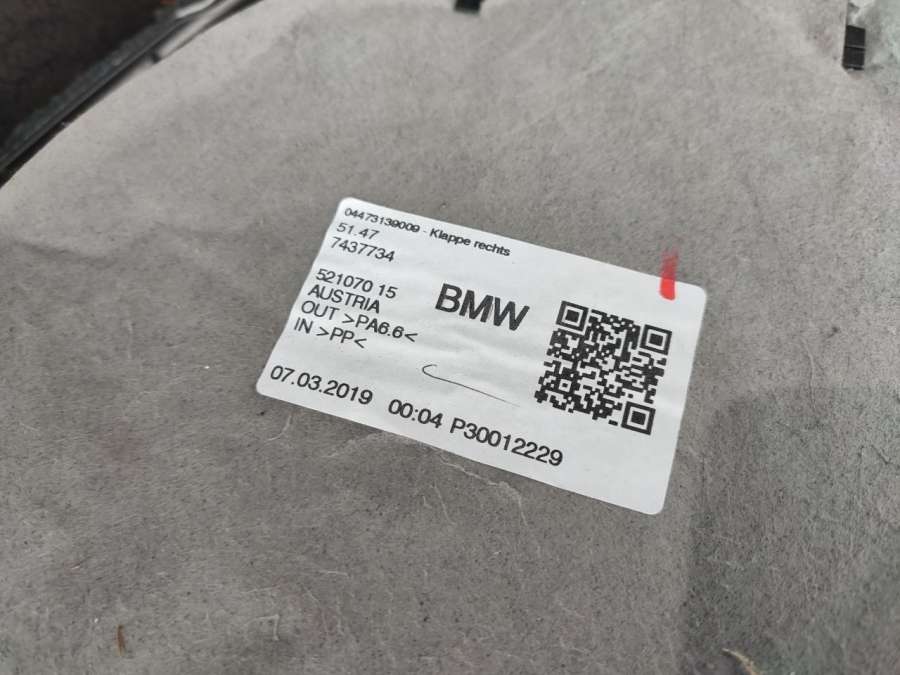 04473139009 - Klappe rechts
51.47
7437734
521070 15
AUSTRIA
OUT >PA6.6<
IN >PP<
BMW
07.03.2019 00:04 P30012229